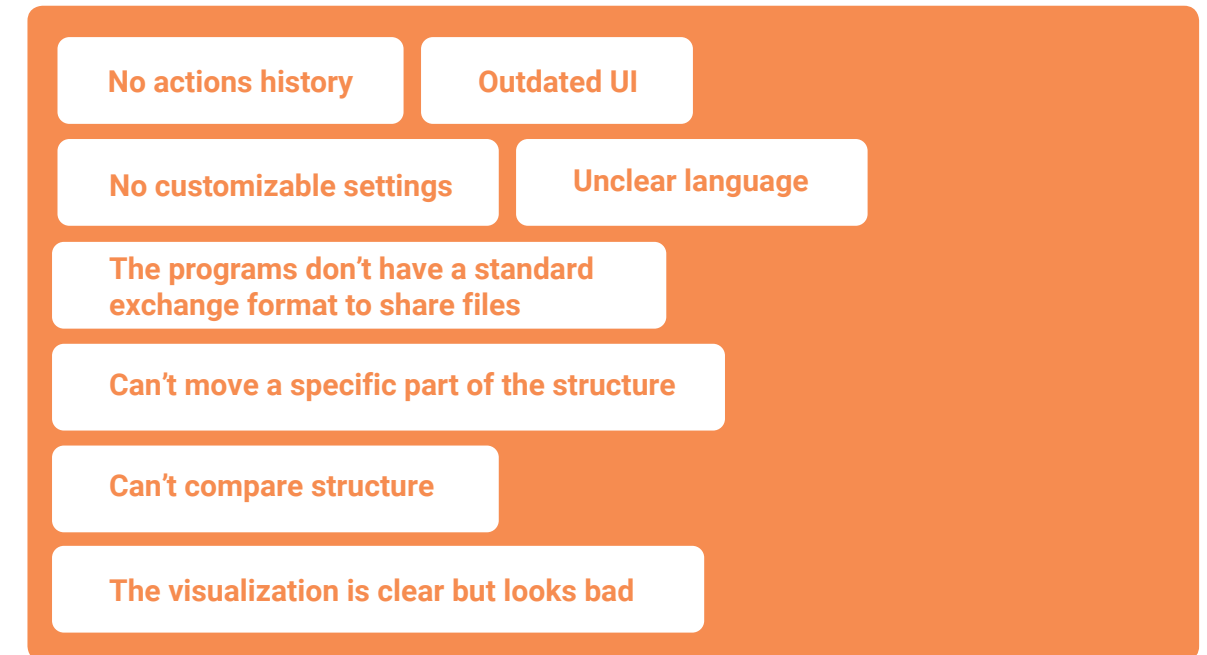 No actions history
Outdated UI
No customizable settings
Unclear language
The programs don’t have a standard
exchange format to share files
Can’t move a specific part of the structure
Can’t compare structure
The visualization is clear but looks bad